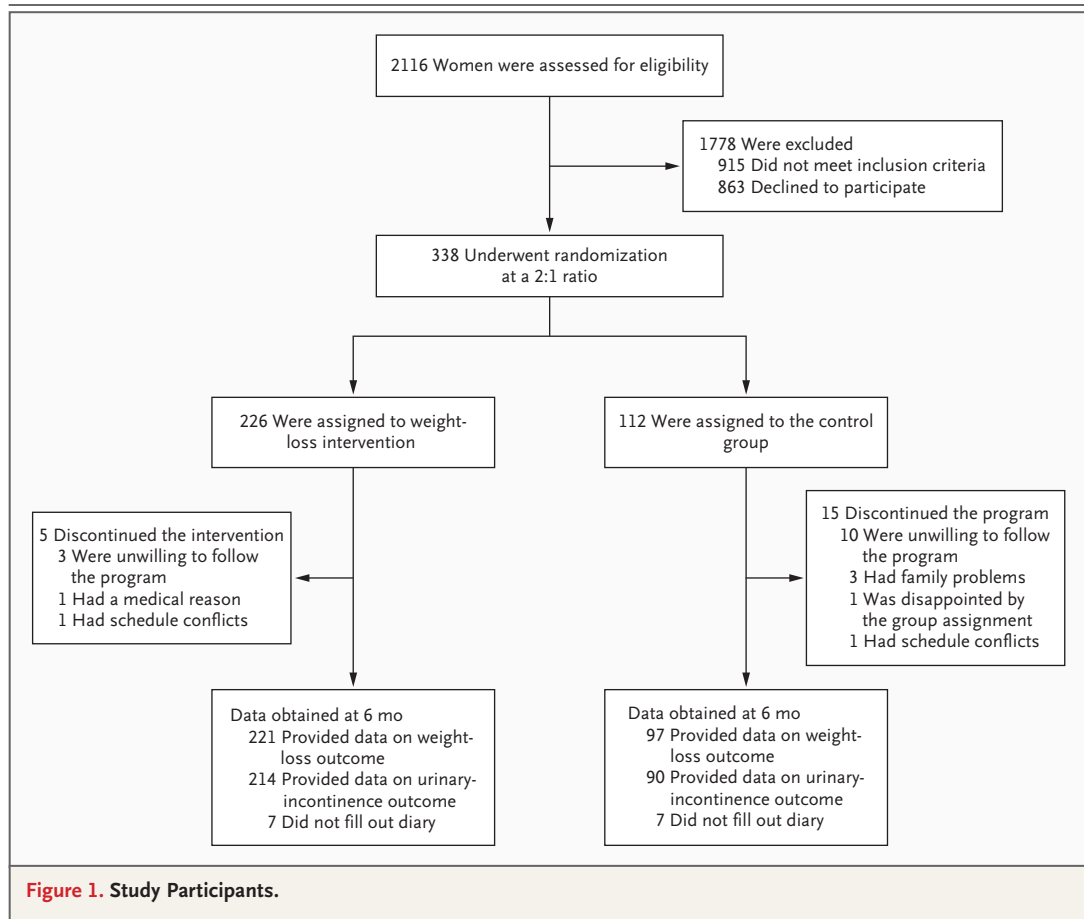 2116 Women were assessed for eligibility
1778 Were excluded
915 Did not meet inclusion criteria
863 Declined to participate
338 Underwent randomization
at a 2:1 ratio
226 Were assigned to weight-
loss intervention
112 Were assigned to the control
group
5 Discontinued the intervention
3 Were unwilling to follow
the program
1 Had a medical reason
1 Had schedule conflicts
15 Discontinued the program
10 Were unwilling to follow
the program
3 Had family problems
1 Was disappointed by
the group assignment
1 Had schedule conflicts
Data obtained at 6 mo
221 Provided data on weight-
loss outcome
214 Provided data on urinary-
incontinence outcome
7 Did not fill out diary
Data obtained at 6 mo
97 Provided data on weight-
loss outcome
90 Provided data on urinary-
incontinence outcome
7 Did not fill out diary
Figure 1. Study Participants.